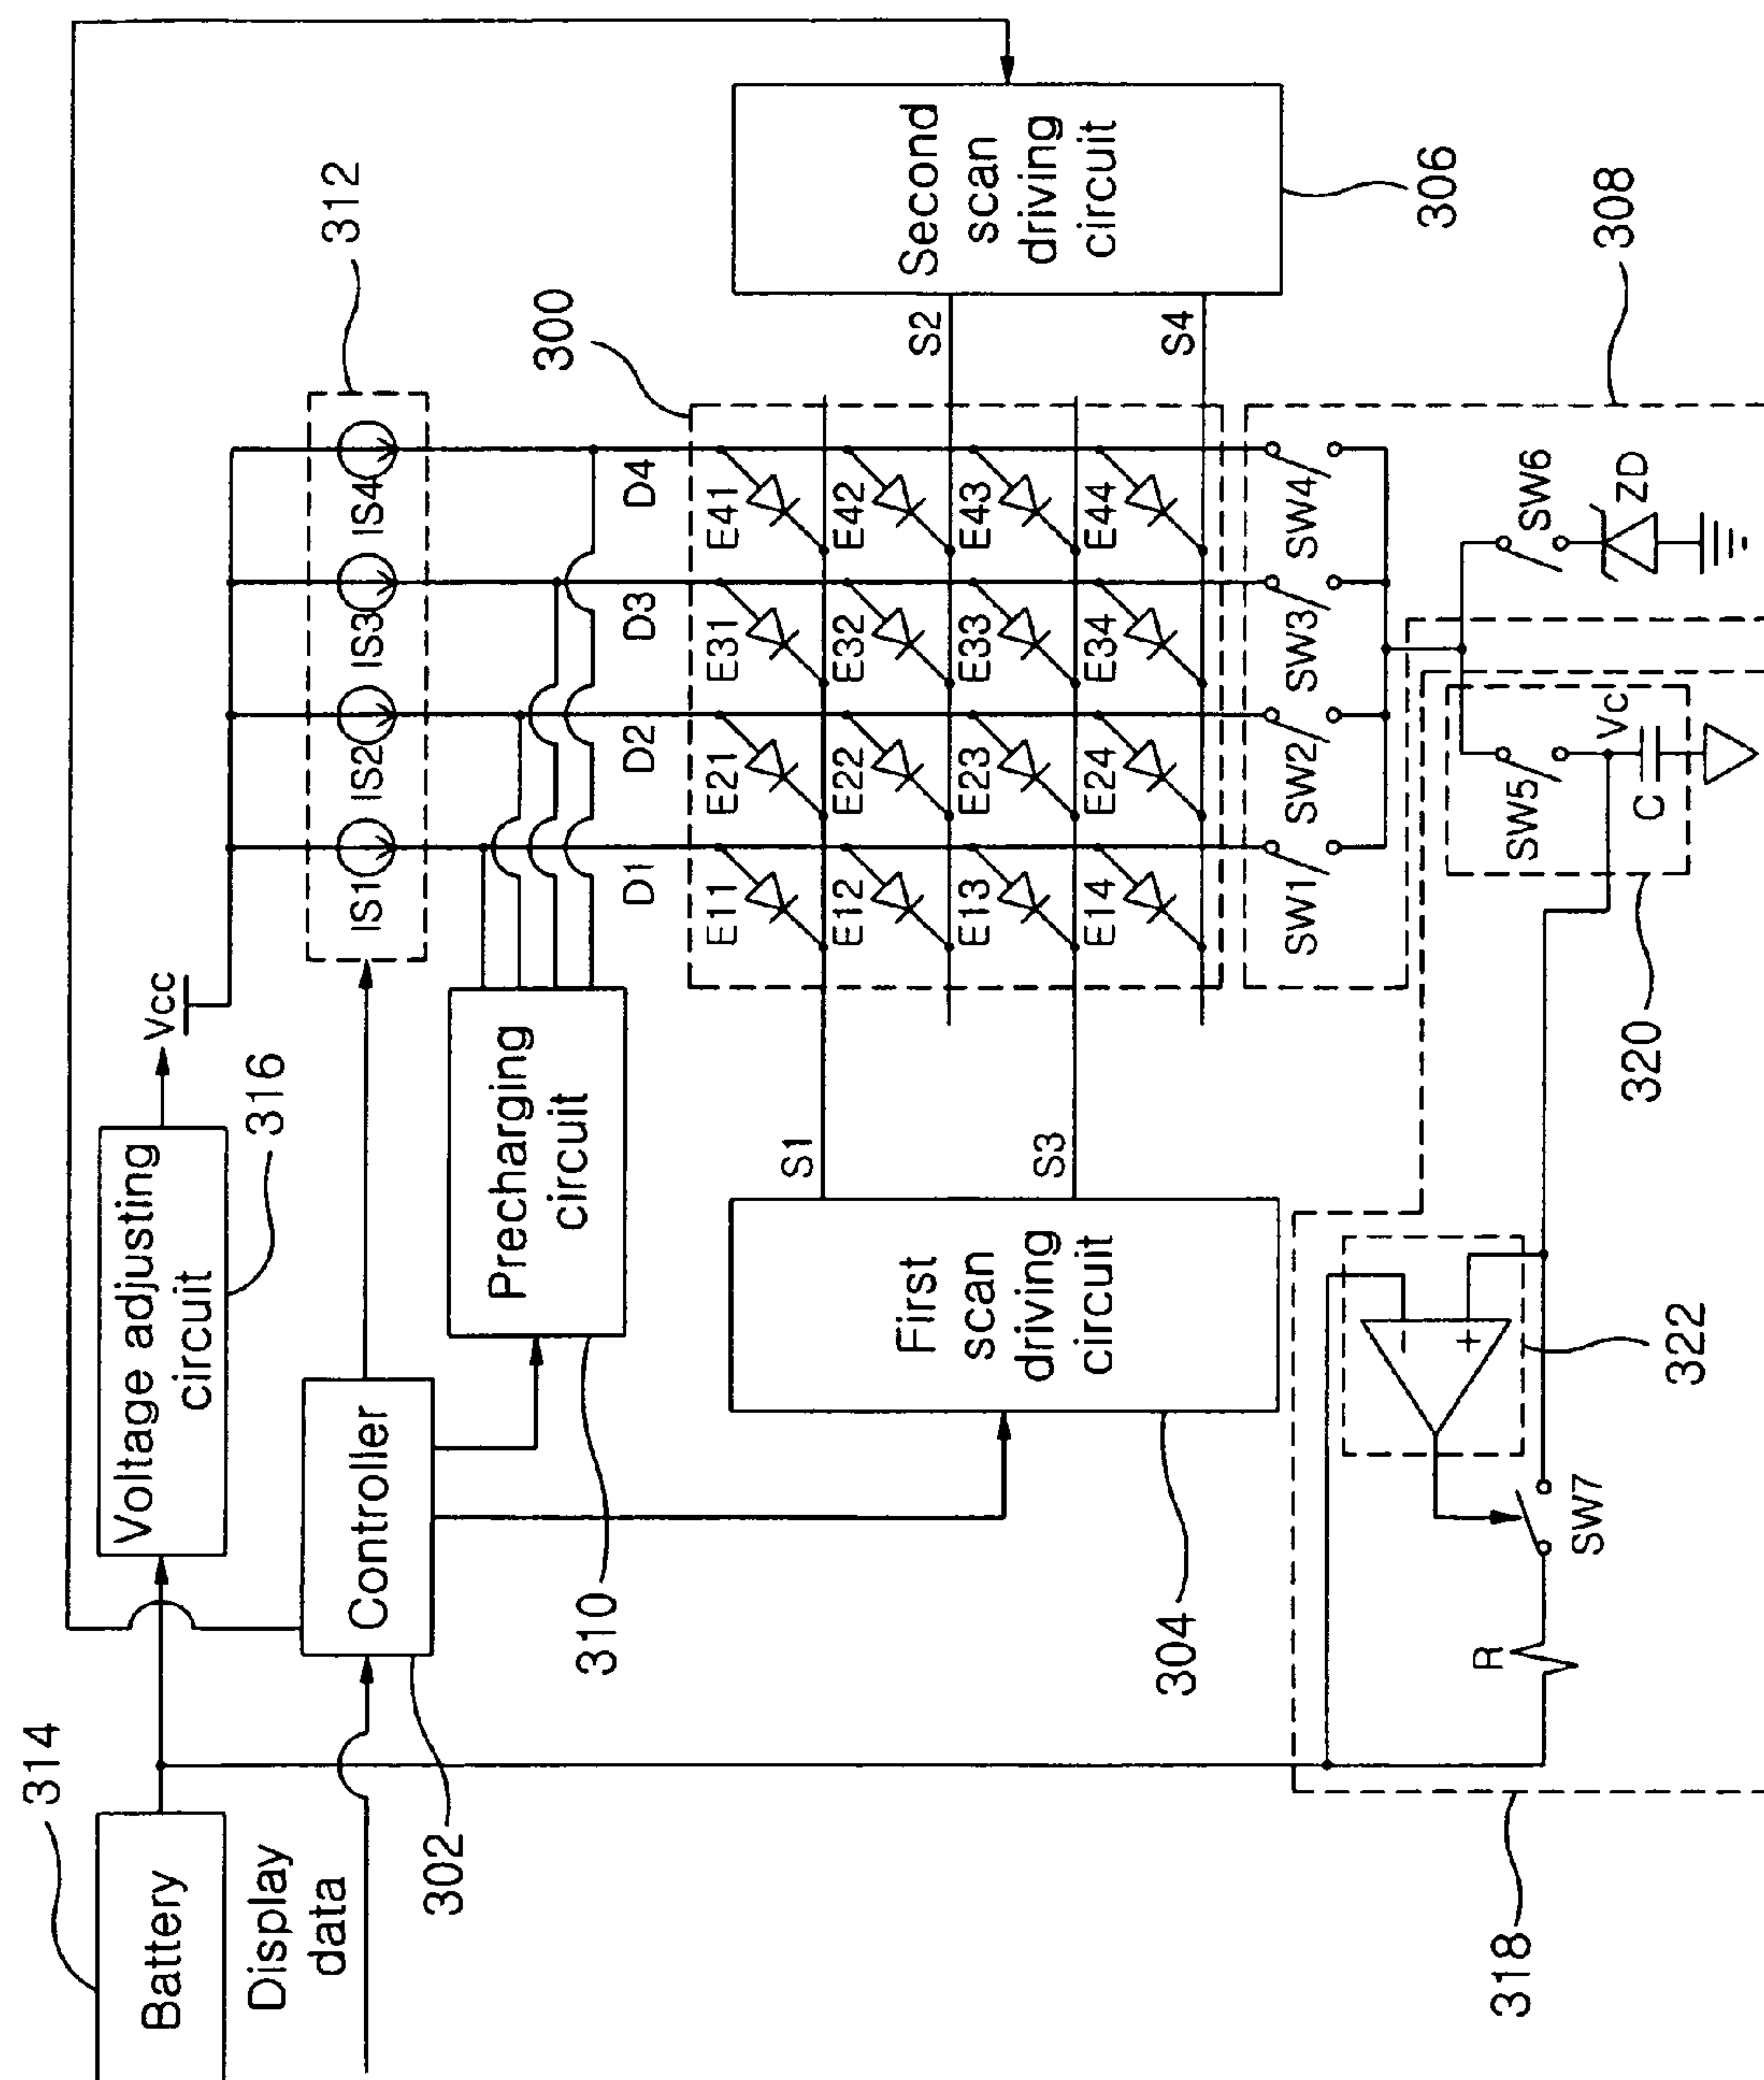 314
Battery
Voltage adjusting
circuit
316
Vcc
Display
data
Controller
302
312
IS1
IS2
IS3
IS4
Precharging
circuit
310
D1
D2
D3
D4
300
E11
E21
E31
E41
E12
E22
E32
E42
E13
E23
E33
E43
E14
E24
E34
E44
S1
S3
S2
S4
First
scan
driving
circuit
304
Second
scan
driving
circuit
306
SW1
SW2
SW3
SW4
308
SW5
Vc
C
320
SW6
ZD
-
+
322
SW7
R
318